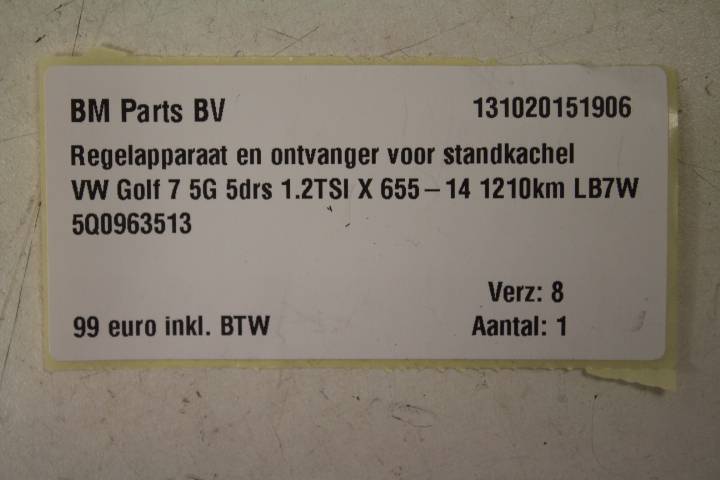 BM Parts BV 131020151906
Regelapparaat en ontvanger voor standkachel
VW Golf 7 5G 5drs 1.2TSI X 655-14 1210km LB7W
5Q0963513
Verz: 8
99 euro inkl. BTW Aantal: 1